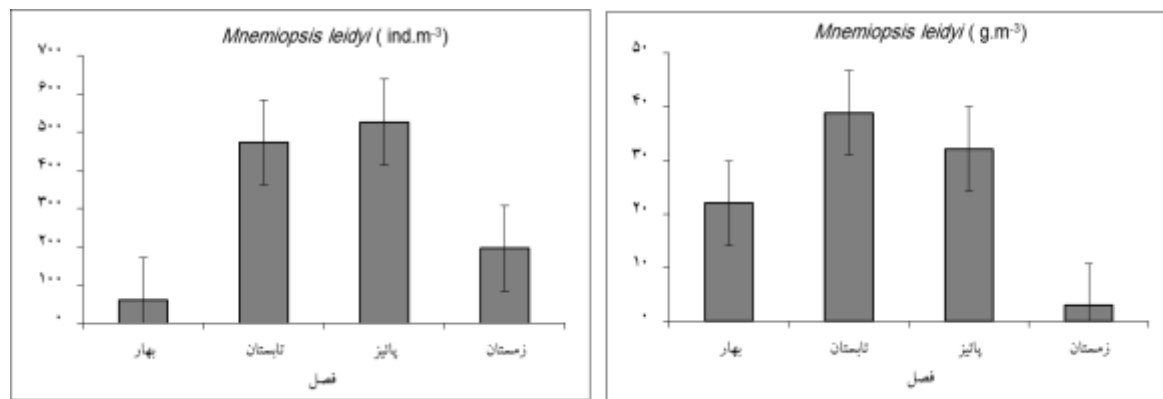 Mnemiopsis leidyi ( ind.m-3)
۷۰۰
۶۰۰
۵۰۰
۴۰۰
۳۰۰
۲۰۰
۱۰۰
۰
بهار تابستان پائیز زمستان
فصل
Mnemiopsis leidyi ( g.m-3)
۵۰
۴۰
۳۰
۲۰
۱۰
۰
بهار تابستان پائیز زمستان
فصل